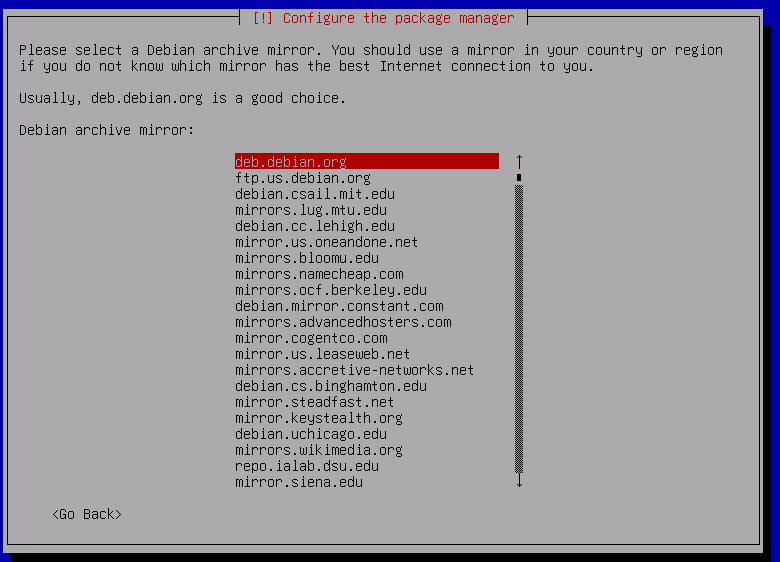 [!] Configure the package manager
Please select a Debian archive mirror. You should use a mirror in your country or region
if you do not know which mirror has the best Internet connection to you.
Usually, deb.debian.org is a good choice.
Debian archive mirror:
deb.debian.org
ftp.us.debian.org
debian.csail.mit.edu
mirrors.lug.mtu.edu
debian.cc.lehigh.edu
mirror.us.oneandone.net
mirrors.bloomu.edu
mirrors.namecheap.com
mirrors.ocf.berkeley.edu
debian.mirror.constant.com
mirrors.advancedhosters.com
mirror.cogentco.com
mirror.us.leaseweb.net
mirrors.accretive-networks.net
debian.cs.binghamton.edu
mirror.steadfast.net
mirror.keystealth.org
debian.uchicago.edu
mirrors.wikimedia.org
repo.ialab.dsu.edu
mirror.siena.edu
<Go Back>